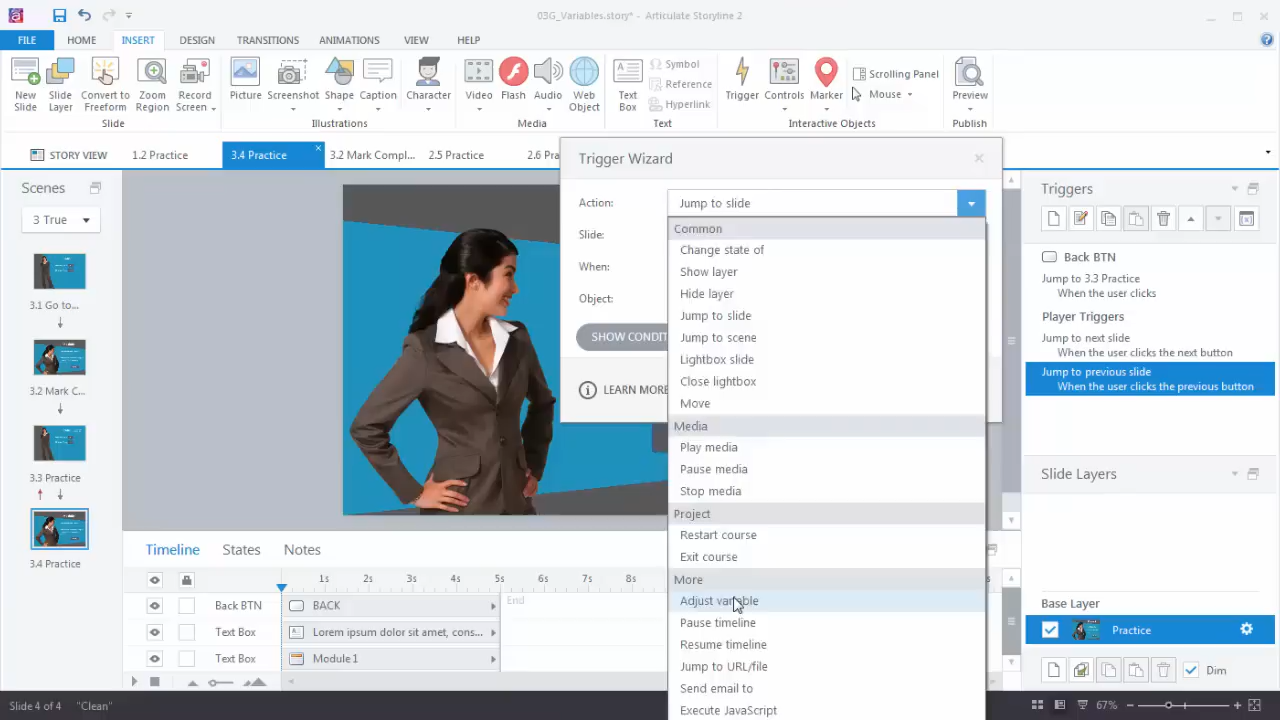 03G_Variables.story* - Articulate Storyline 2
FILE
HOME
INSERT
DESIGN
TRANSITIONS
ANIMATIONS
VIEW
HELP
New Slide
Slide Layer
Convert to Freeform
Zoom Region
Record Screen
Slide
Picture
Screenshot
Shape
Caption
Character
Illustrations
Video
Flash
Audio
Web Object
Media
Text Box
Symbol
Reference
Hyperlink
Text
Trigger
Controls
Marker
Scrolling Panel
Mouse
Interactive Objects
Preview
Publish
STORY VIEW
1.2 Practice
3.4 Practice
3.2 Mark Compl...
2.5 Practice
2.6 Pra
Scenes
3 True
3.1 Go to...
3.2 Mark C...
3.3 Practice
3.4 Practice
Trigger Wizard
Action:
Jump to slide
Slide:
When:
Object:
SHOW CONDIT
LEARN MORE
Common
Change state of
Show layer
Hide layer
Jump to slide
Jump to scene
Lightbox slide
Close lightbox
Move
Media
Play media
Pause media
Stop media
Project
Restart course
Exit course
More
Adjust variable
Pause timeline
Resume timeline
Jump to URL/file
Send email to
Execute JavaScript
Triggers
Back BTN
Jump to 3.3 Practice
When the user clicks
Player Triggers
Jump to next slide
When the user clicks the next button
Jump to previous slide
When the user clicks the previous button
Slide Layers
Base Layer
Practice
Dim
Timeline
States
Notes
1s 2s 3s 4s 5s 6s 7s 8s
Back BTN
BACK
End
Text Box
Lorem ipsum dolor sit amet, cons...
Text Box
Module 1
Slide 4 of 4
"Clean"
67%